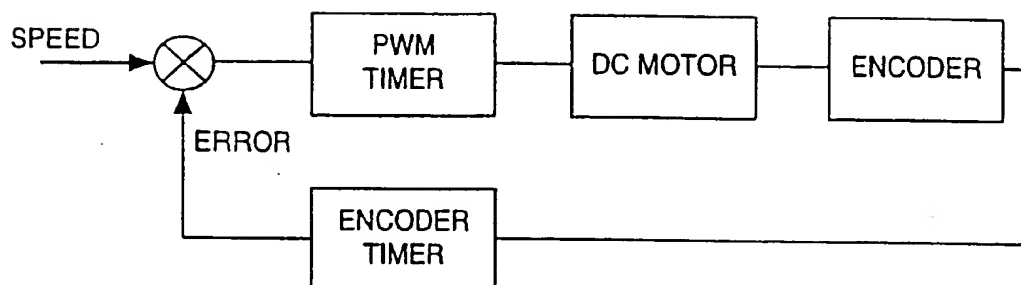 SPEED
PWM
TIMER
DC MOTOR
ENCODER
ERROR
ENCODER
TIMER